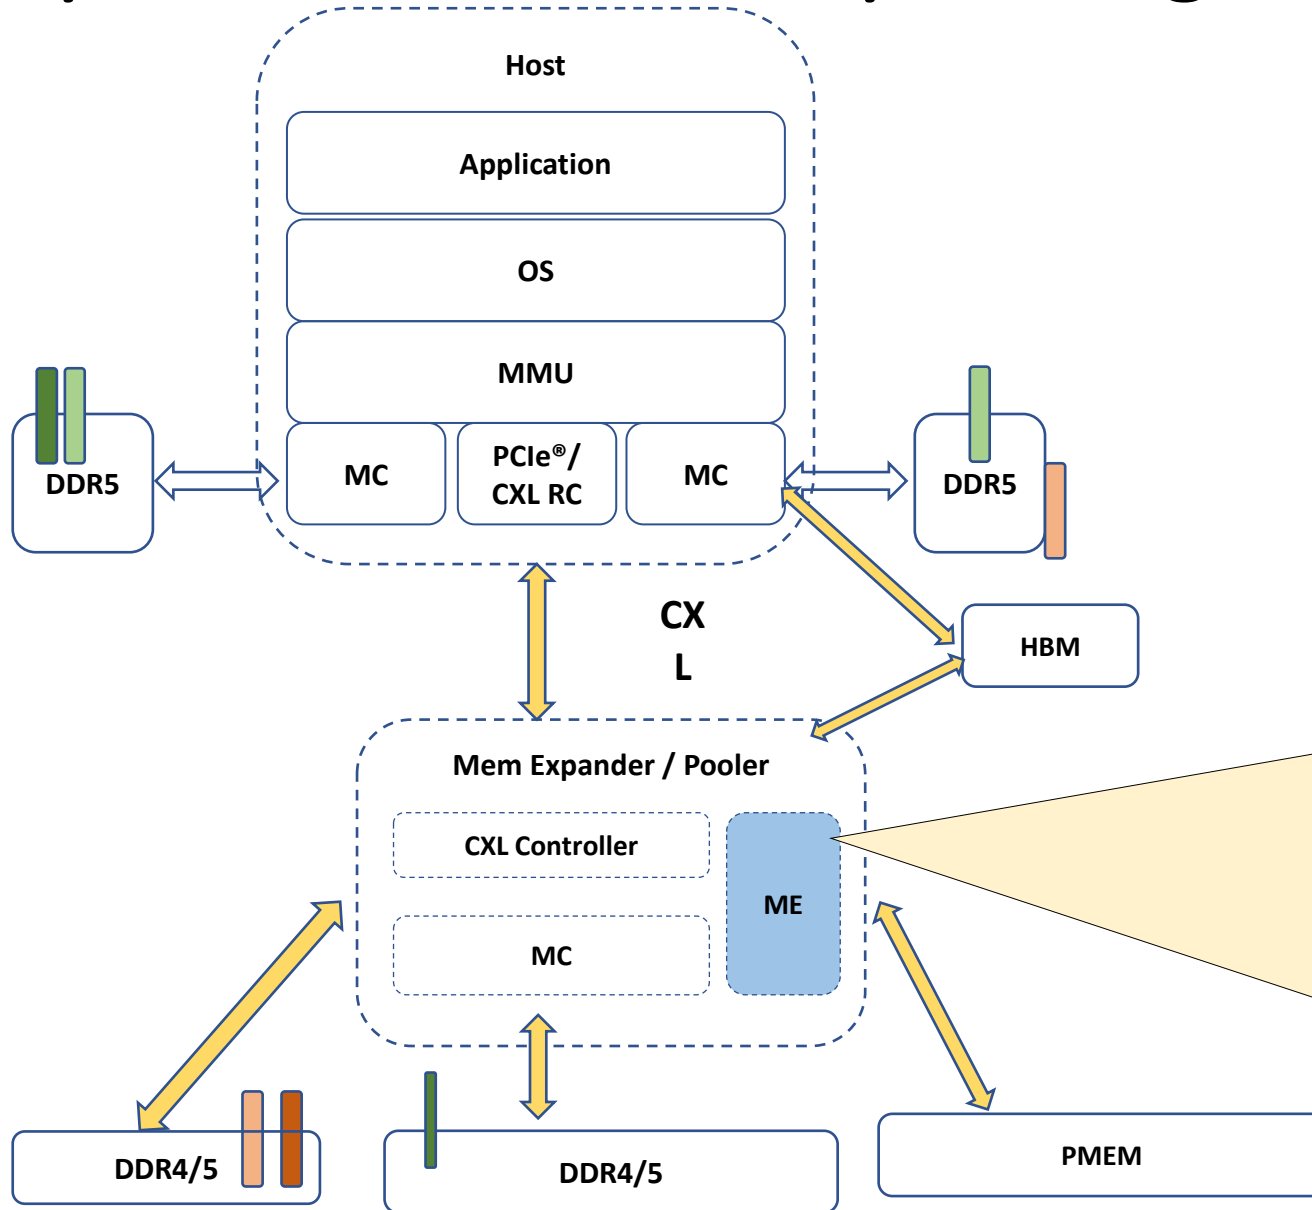 Host
Application
OS
MMU
DDR5
MC
PCIe®/
CXL RC
MC
DDR5
CX
L
HBM
Mem Expander / Pooler
CXL Controller
ME
MC
DDR4/5
DDR4/5
PMEM